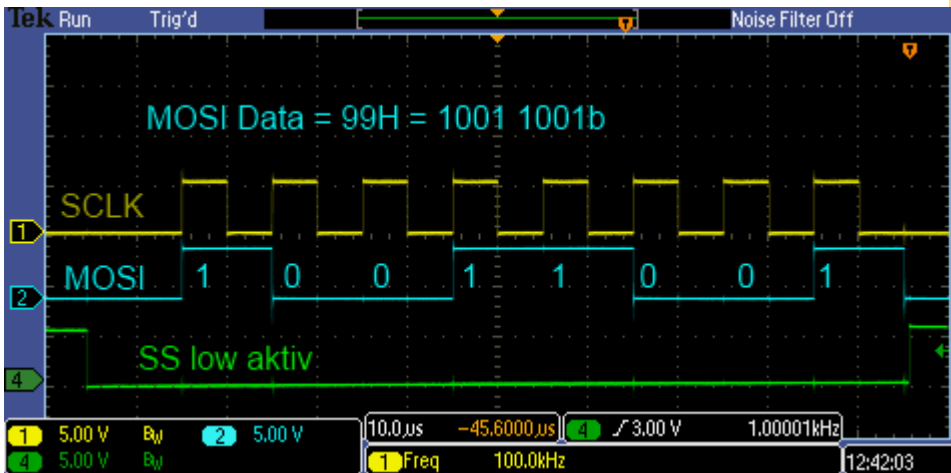 Tek Run Trig'd Noise Filter Off
T
T
MOSI Data = 99H = 1001 1001b
SCLK
1
MOSI 1 0 0 1 1 0 0 1
2
SS low aktiv
4
1 5.00 V BW 2 5.00 V 10.0µs -45.6000µs 4 3.00 V 1.00001kHz
4 5.00 V BW 1 Freq 100.0kHz 12:42:03